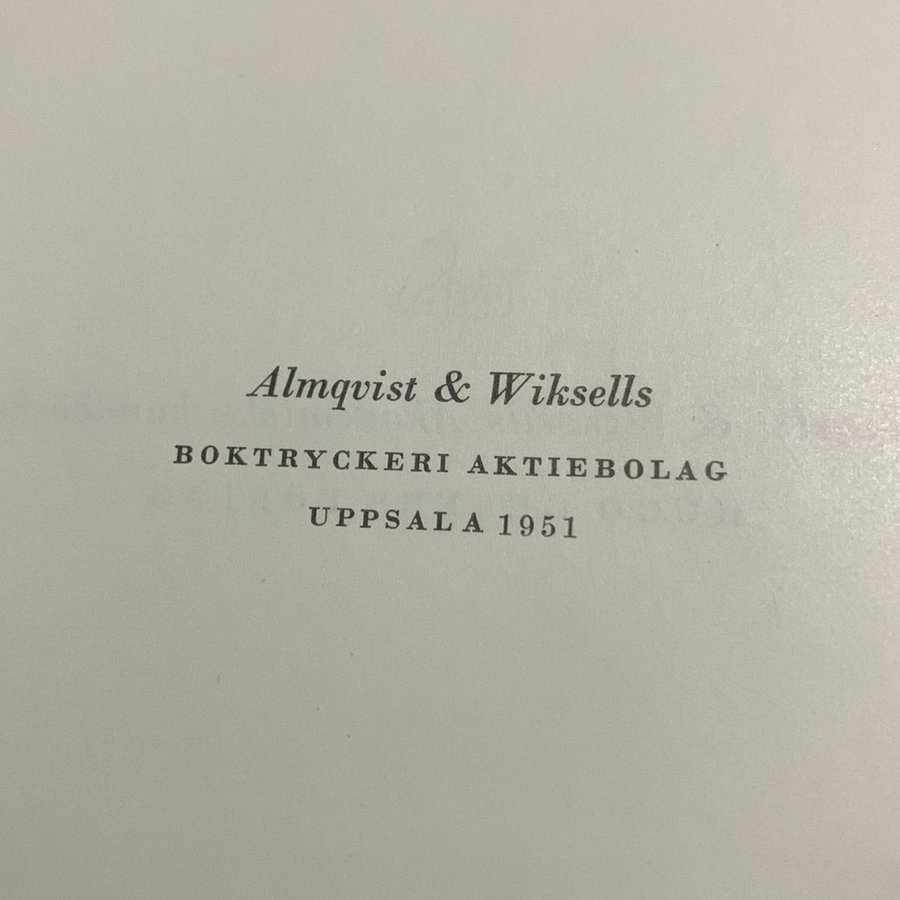 Almqvist & Wiksells
BOKTRYCKERI AKTIEBOLAG
UPPSALA 1951